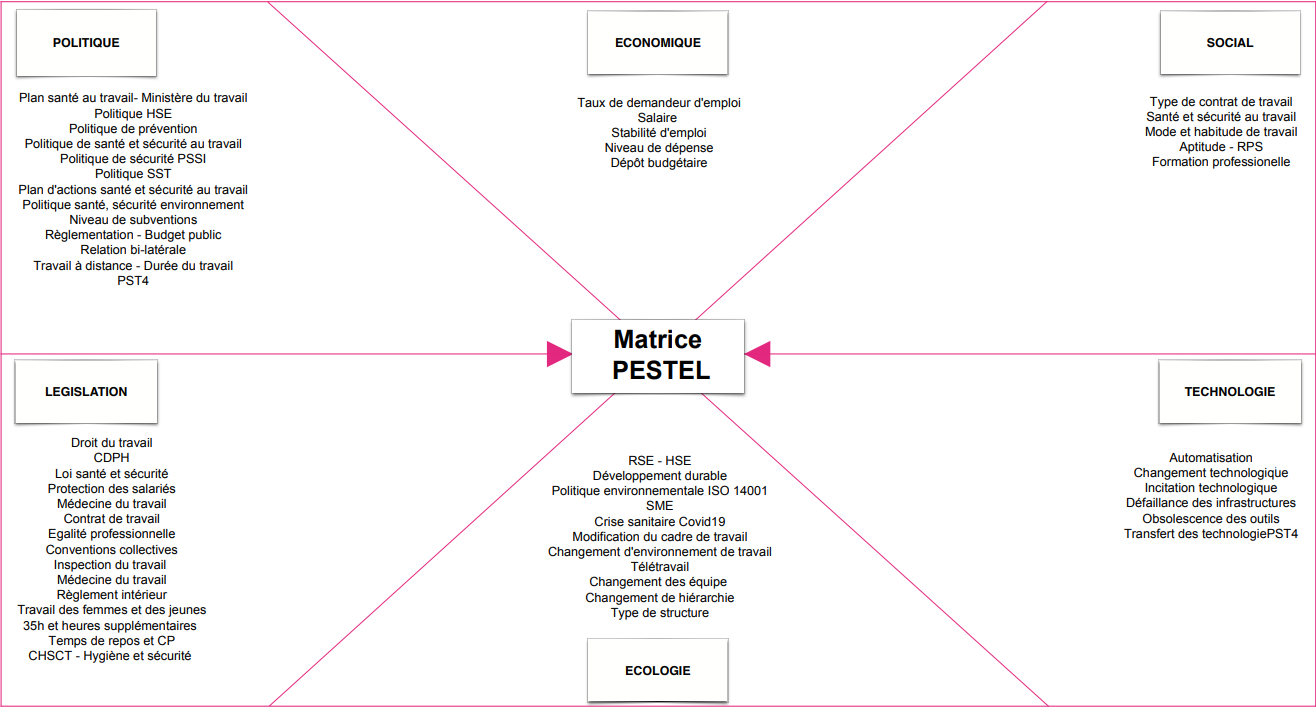 POLITIQUE
Plan santé au travail- Ministère du travail
Politique HSE
Politique de prévention
Politique de santé et sécurité au travail
Politique de sécurité PSSI
Politique SST
Plan d'actions santé et sécurité au travail
Politique santé, sécurité environnement
Niveau de subventions
Règlementation - Budget public
Relation bi-latérale
Travail à distance - Durée du travail
PST4
ECONOMIQUE
Taux de demandeur d'emploi
Salaire
Stabilité d'emploi
Niveau de dépense
Dépôt budgétaire
SOCIAL
Type de contrat de travail
Santé et sécurité au travail
Mode et habitude de travail
Aptitude - RPS
Formation professionelle
Matrice
PESTEL
LEGISLATION
Droit du travail
CDPH
Loi santé et sécurité
Protection des salariés
Médecine du travail
Contrat de travail
Egalité professionnelle
Conventions collectives
Inspection du travail
Médecine du travail
Règlement intérieur
Travail des femmes et des jeunes
35h et heures supplémentaires
Temps de repos et CP
CHSCT - Hygiène et sécurité
RSE - HSE
Développement durable
Politique environnementale ISO 14001
SME
Crise sanitaire Covid19
Modification du cadre de travail
Changement d'environnement de travail
Télétravail
Changement des équipe
Changement de hiérarchie
Type de structure
ECOLOGIE
TECHNOLOGIE
Automatisation
Changement technologique
Incitation technologique
Défaillance des infrastructures
Obsolescence des outils
Transfert des technologiePST4